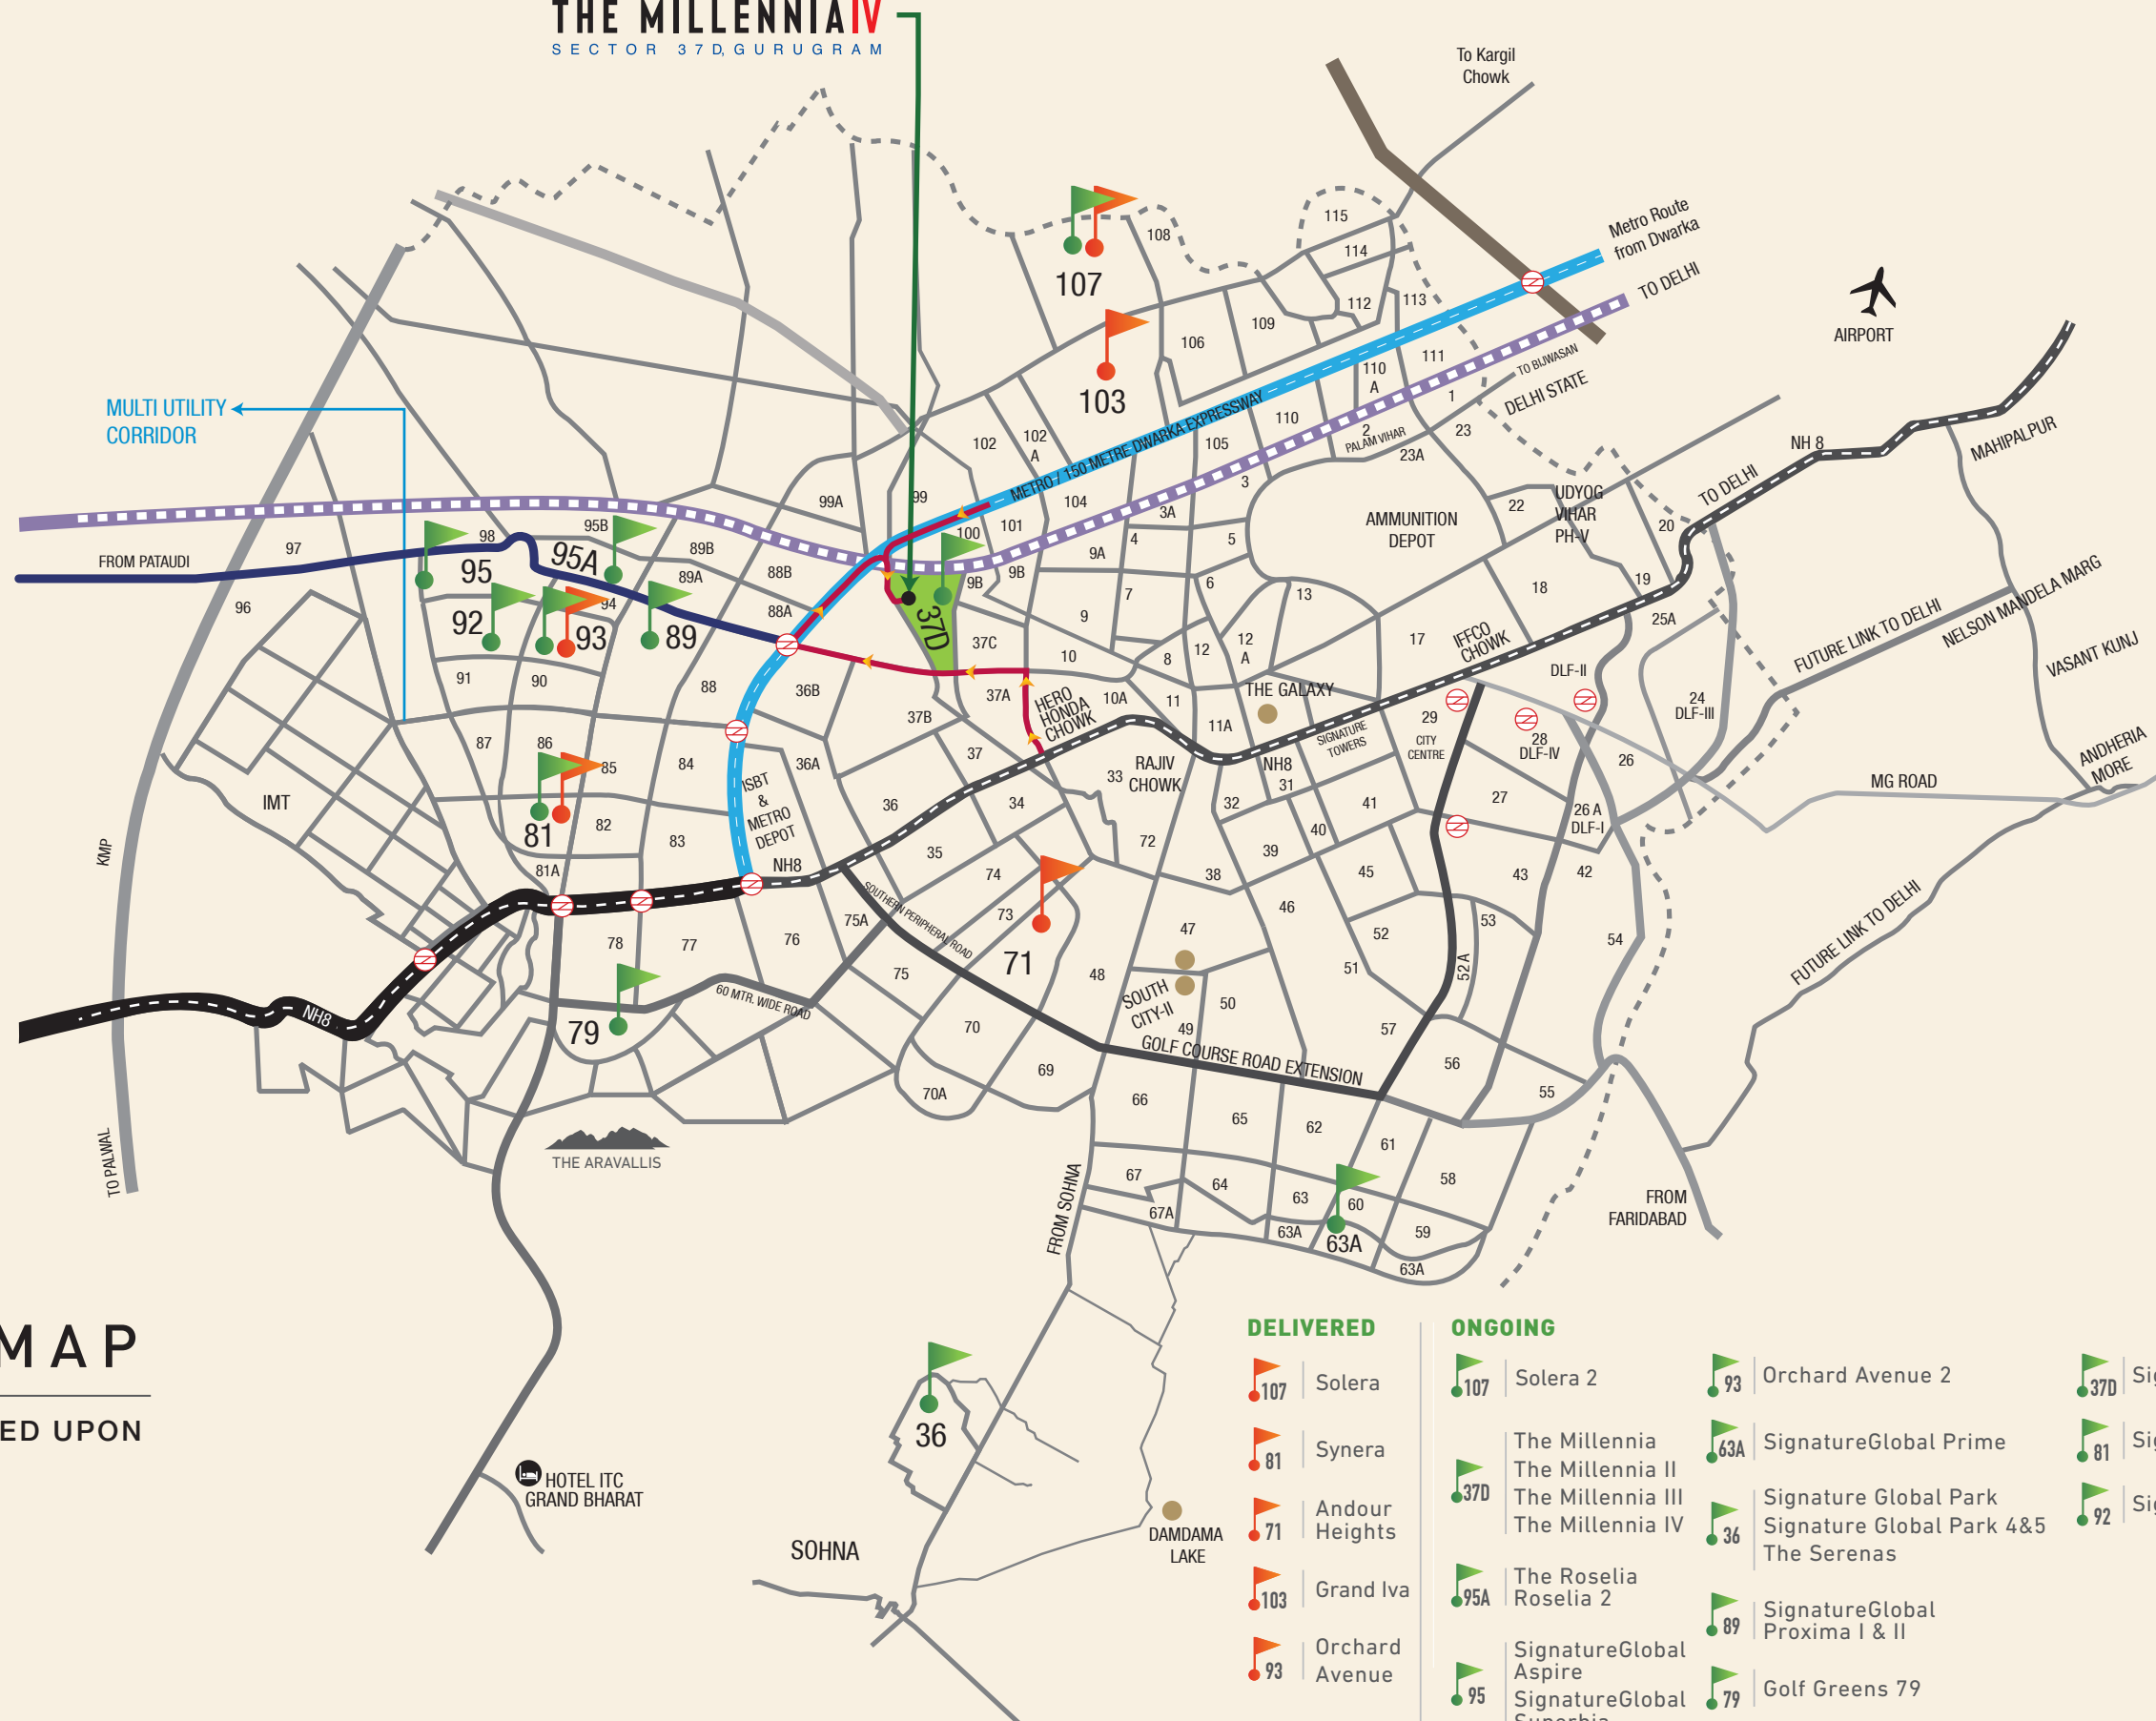 THE MILLENNIA IV
SECTOR 37D, GURUGRAM
To Kargil
Chowk
Metro Route
from Dwarka
TO DELHI
AIRPORT
115
114
108
107
112
113
109
106
111
103
110
A
TO BIJWASAN
DELHI STATE
1
MULTI UTILITY
CORRIDOR
METRO / 150 METRE DWARKA EXPRESSWAY
110
2
PALAM VIHAR
23
23A
102
102
A
105
NH 8
MAHIPALPUR
TO DELHI
99A
99
104
3
3A
101
100
AMMUNITION
DEPOT
22
UDYOG
VIHAR
PH-V
20
97
98
95B
89B
4
5
9A
FROM PATAUDI
95
95A
89A
88B
9B
9B
6
18
19
96
92
94
93
89
88A
37D
7
13
9
25A
FUTURE LINK TO DELHI
NELSON MANDELA MARG
VASANT KUNJ
37C
12
12
A
17
IFFCO
CHOWK
10
8
91
90
88
36B
37A
HERO
HONDA
CHOWK
10A
11
THE GALAXY
DLF-II
24
DLF-III
37B
11A
SIGNATURE
TOWERS
29
CITY
CENTRE
28
DLF-IV
87
86
85
84
36A
37
RAJIV
CHOWK
33
NH8
31
26
ANDHERIA
MORE
MG ROAD
IMT
ISBT
&
METRO
DEPOT
36
34
32
41
27
26 A
DLF-I
81
82
83
40
72
39
35
KMP
81A
NH8
74
38
45
43
42
SOUTHERN PERIPHERAL ROAD
75A
73
46
47
53
52
54
78
77
76
71
75
48
51
52A
FUTURE LINK TO DELHI
60 MTR. WIDE ROAD
SOUTH
CITY-II
50
49
NH8
79
70
57
GOLF COURSE ROAD EXTENSION
56
69
55
70A
66
65
62
61
THE ARAVALLIS
TO PALWAL
67
64
63
58
60
67A
63A
63A
59
63A
FROM SOHNA
FROM
FARIDABAD
MAP
ED UPON
36
HOTEL ITC
GRAND BHARAT
SOHNA
DAMDAMA
LAKE
DELIVERED
107 Solera
81 Synera
71 Andour
Heights
103 Grand Iva
93 Orchard
Avenue
ONGOING
107 Solera 2
37D The Millennia
The Millennia II
The Millennia III
The Millennia IV
95A The Roselia
Roselia 2
95 SignatureGlobal
Aspire
SignatureGlobal
93 Orchard Avenue 2
63A SignatureGlobal Prime
36 Signature Global Park
Signature Global Park 4&5
The Serenas
89 SignatureGlobal
Proxima I & II
79 Golf Greens 79
37D
81
92